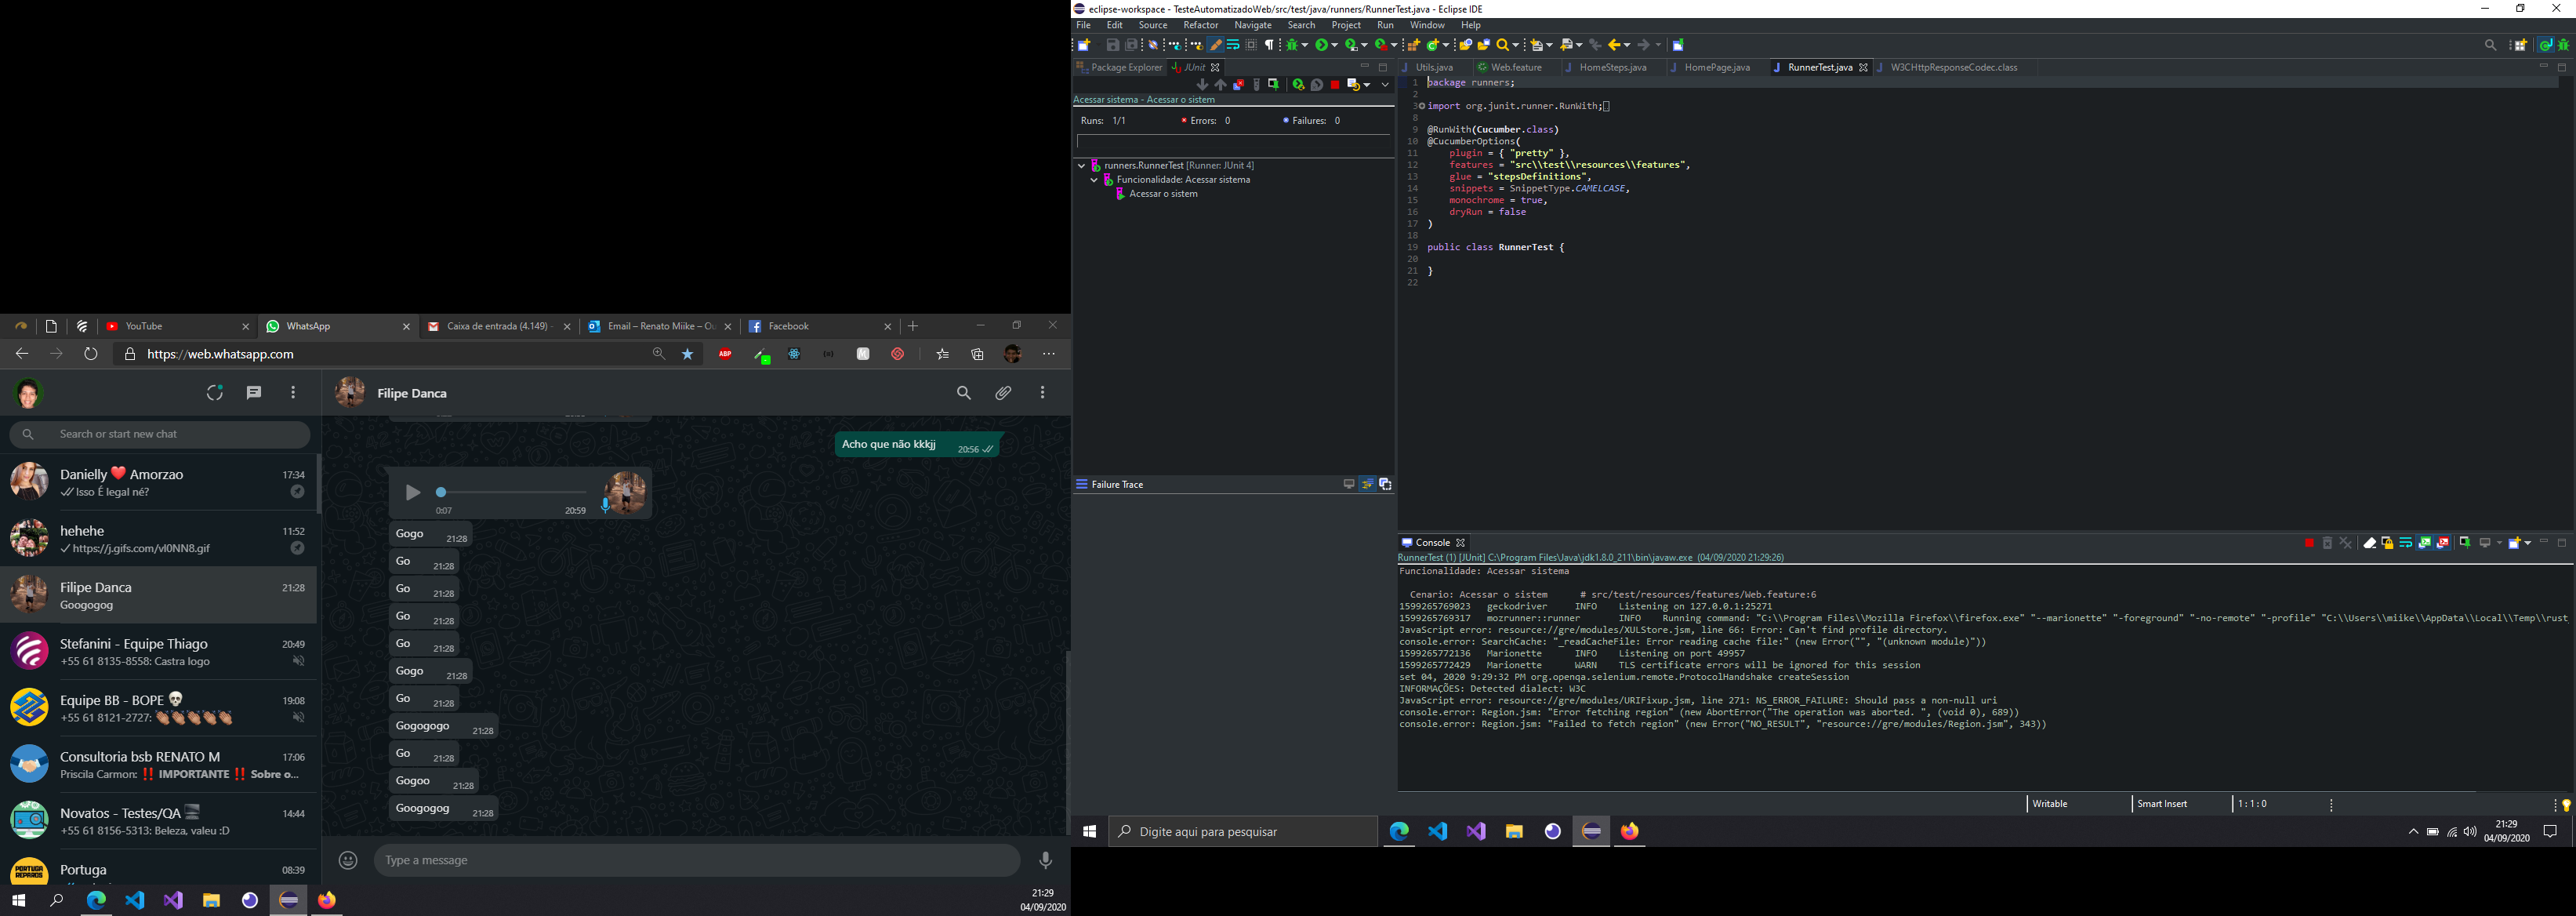 YouTube
WhatsApp
Caixa de entrada (4.149) -
Email – Renato Miike – Ou
Facebook
https://web.whatsapp.com
ABP
Filipe Danca
Search or start new chat
Danielly ❤️ Amorzao
17:34
Isso É legal né?
hehehe
11:52
https://j.gifs.com/vl0NN8.gif
Filipe Danca
21:28
Googogog
Stefanini - Equipe Thiago
20:49
+55 61 8135-8558: Castra logo
Equipe BB - BOPE 💀
19:08
+55 61 8121-2727: 👏🏽👏🏽👏🏽👏🏽👏🏽
Consultoria bsb RENATO M
17:06
Priscila Carmon: ‼️ IMPORTANTE ‼️ Sobre o...
Novatos - Testes/QA
14:44
+55 61 8156-5313: Beleza, valeu :D
Portuga
08:39
PORTUGA
REPAROS
Acho que não kkkjj
20:56
0:07
20:59
Gogo
21:28
Go
21:28
Go
21:28
Go
21:28
Go
21:28
Gogo
21:28
Go
21:28
Gogogogo
21:28
Go
21:28
Gogoo
21:28
Googogog
21:28
Type a message
21:29
04/09/2020
eclipse-workspace - TesteAutomatizadoWeb/src/test/java/runners/RunnerTest.java - Eclipse IDE
File Edit Source Refactor Navigate Search Project Run Window Help
Package Explorer
JUnit
Acessar sistema - Acessar o sistem
Runs: 1/1
Errors: 0
Failures: 0
runners.RunnerTest [Runner: JUnit 4]
Funcionalidade: Acessar sistema
Acessar o sistem
Failure Trace
Utils.java
Web.feature
HomeSteps.java
HomePage.java
RunnerTest.java
W3CHttpResponseCodec.class
1 package runners;
2
3 import org.junit.runner.RunWith;
8
9 @RunWith(Cucumber.class)
10 @CucumberOptions(
11 plugin = { "pretty" },
12 features = "src\\test\\resources\\features",
13 glue = "stepsDefinitions",
14 snippets = SnippetType.CAMELCASE,
15 monochrome = true,
16 dryRun = false
17 )
18
19 public class RunnerTest {
20
21 }
22
Console
RunnerTest (1) [JUnit] C:\Program Files\Java\jdk1.8.0_211\bin\javaw.exe (04/09/2020 21:29:26)
Funcionalidade: Acessar sistema
Cenario: Acessar o sistem # src/test/resources/features/Web.feature:6
1599265769023 geckodriver INFO Listening on 127.0.0.1:25271
1599265769317 mozrunner::runner INFO Running command: "C:\\Program Files\\Mozilla Firefox\\firefox.exe" "--marionette" "-foreground" "-no-remote" "-profile" "C:\\Users\\miike\\AppData\\Local\\Temp\\rust_
JavaScript error: resource://gre/modules/XULStore.jsm, line 66: Error: Can't find profile directory.
console.error: SearchCache: "_readCacheFile: Error reading cache file:" (new Error("", "(unknown module)"))
1599265772136 Marionette INFO Listening on port 49957
1599265772429 Marionette WARN TLS certificate errors will be ignored for this session
set 04, 2020 9:29:32 PM org.openqa.selenium.remote.ProtocolHandshake createSession
INFORMAÇÕES: Detected dialect: W3C
JavaScript error: resource://gre/modules/URIFixup.jsm, line 271: NS_ERROR_FAILURE: Should pass a non-null uri
console.error: Region.jsm: "Error fetching region" (new AbortError("The operation was aborted. ", (void 0), 689))
console.error: Region.jsm: "Failed to fetch region" (new Error("NO_RESULT", "resource://gre/modules/Region.jsm", 343))
Writable
Smart Insert
1 : 1 : 0
Digite aqui para pesquisar
21:29
04/09/2020